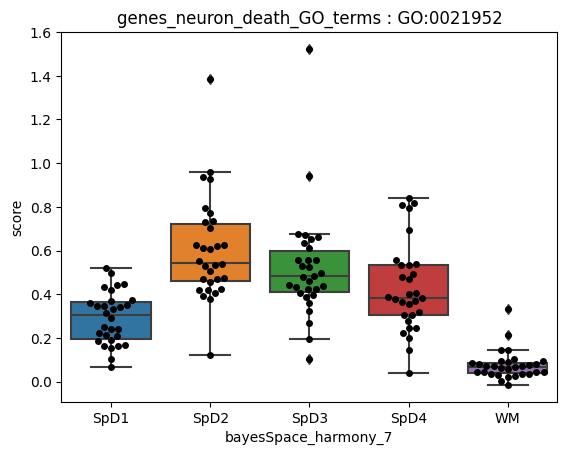 genes_neuron_death_GO_terms : GO:0021952
1.6
1.4
1.2
1.0
0.8
0.6
0.4
0.2
0.0
score
SpD1 SpD2 SpD3 SpD4 WM
bayesSpace_harmony_7